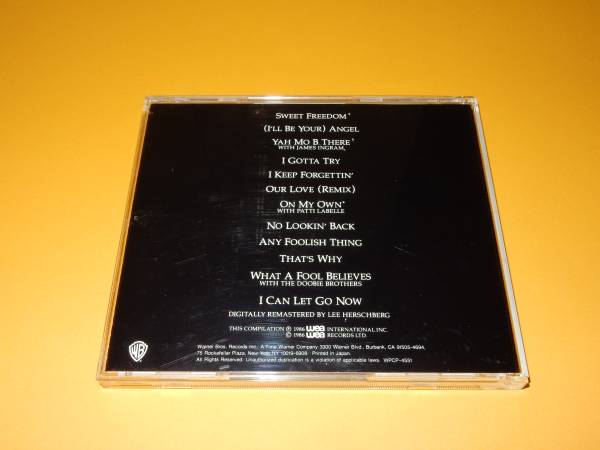 SWEET FREEDOM*
(I'LL BE YOUR) ANGEL
YAH MO B THERE*
WITH JAMES INGRAM,
I GOTTA TRY
I KEEP FORGETTIN'
OUR LOVE (REMIX)
ON MY OWN*
WITH PATTI LABELLE
NO LOOKIN' BACK
ANY FOOLISH THING
THAT'S WHY
WHAT A FOOL BELIEVES
WITH THE DOOBIE BROTHERS
I CAN LET GO NOW
DIGITALLY REMASTERED BY LEE HERSCHBERG
THIS COMPILATION ℗ 1986 wea INTERNATIONAL INC.
© 1986 wea RECORDS LTD.
Warner Bros. Records Inc., A Time Warner Company 3300 Warner Blvd., Burbank, CA 91505-4694,
75 Rockefeller Plaza, New York NY 10019-6908 Printed in Japan
All Rights Reserved. Unauthorized duplication is a violation of applicable laws. WPCP-4551
WB